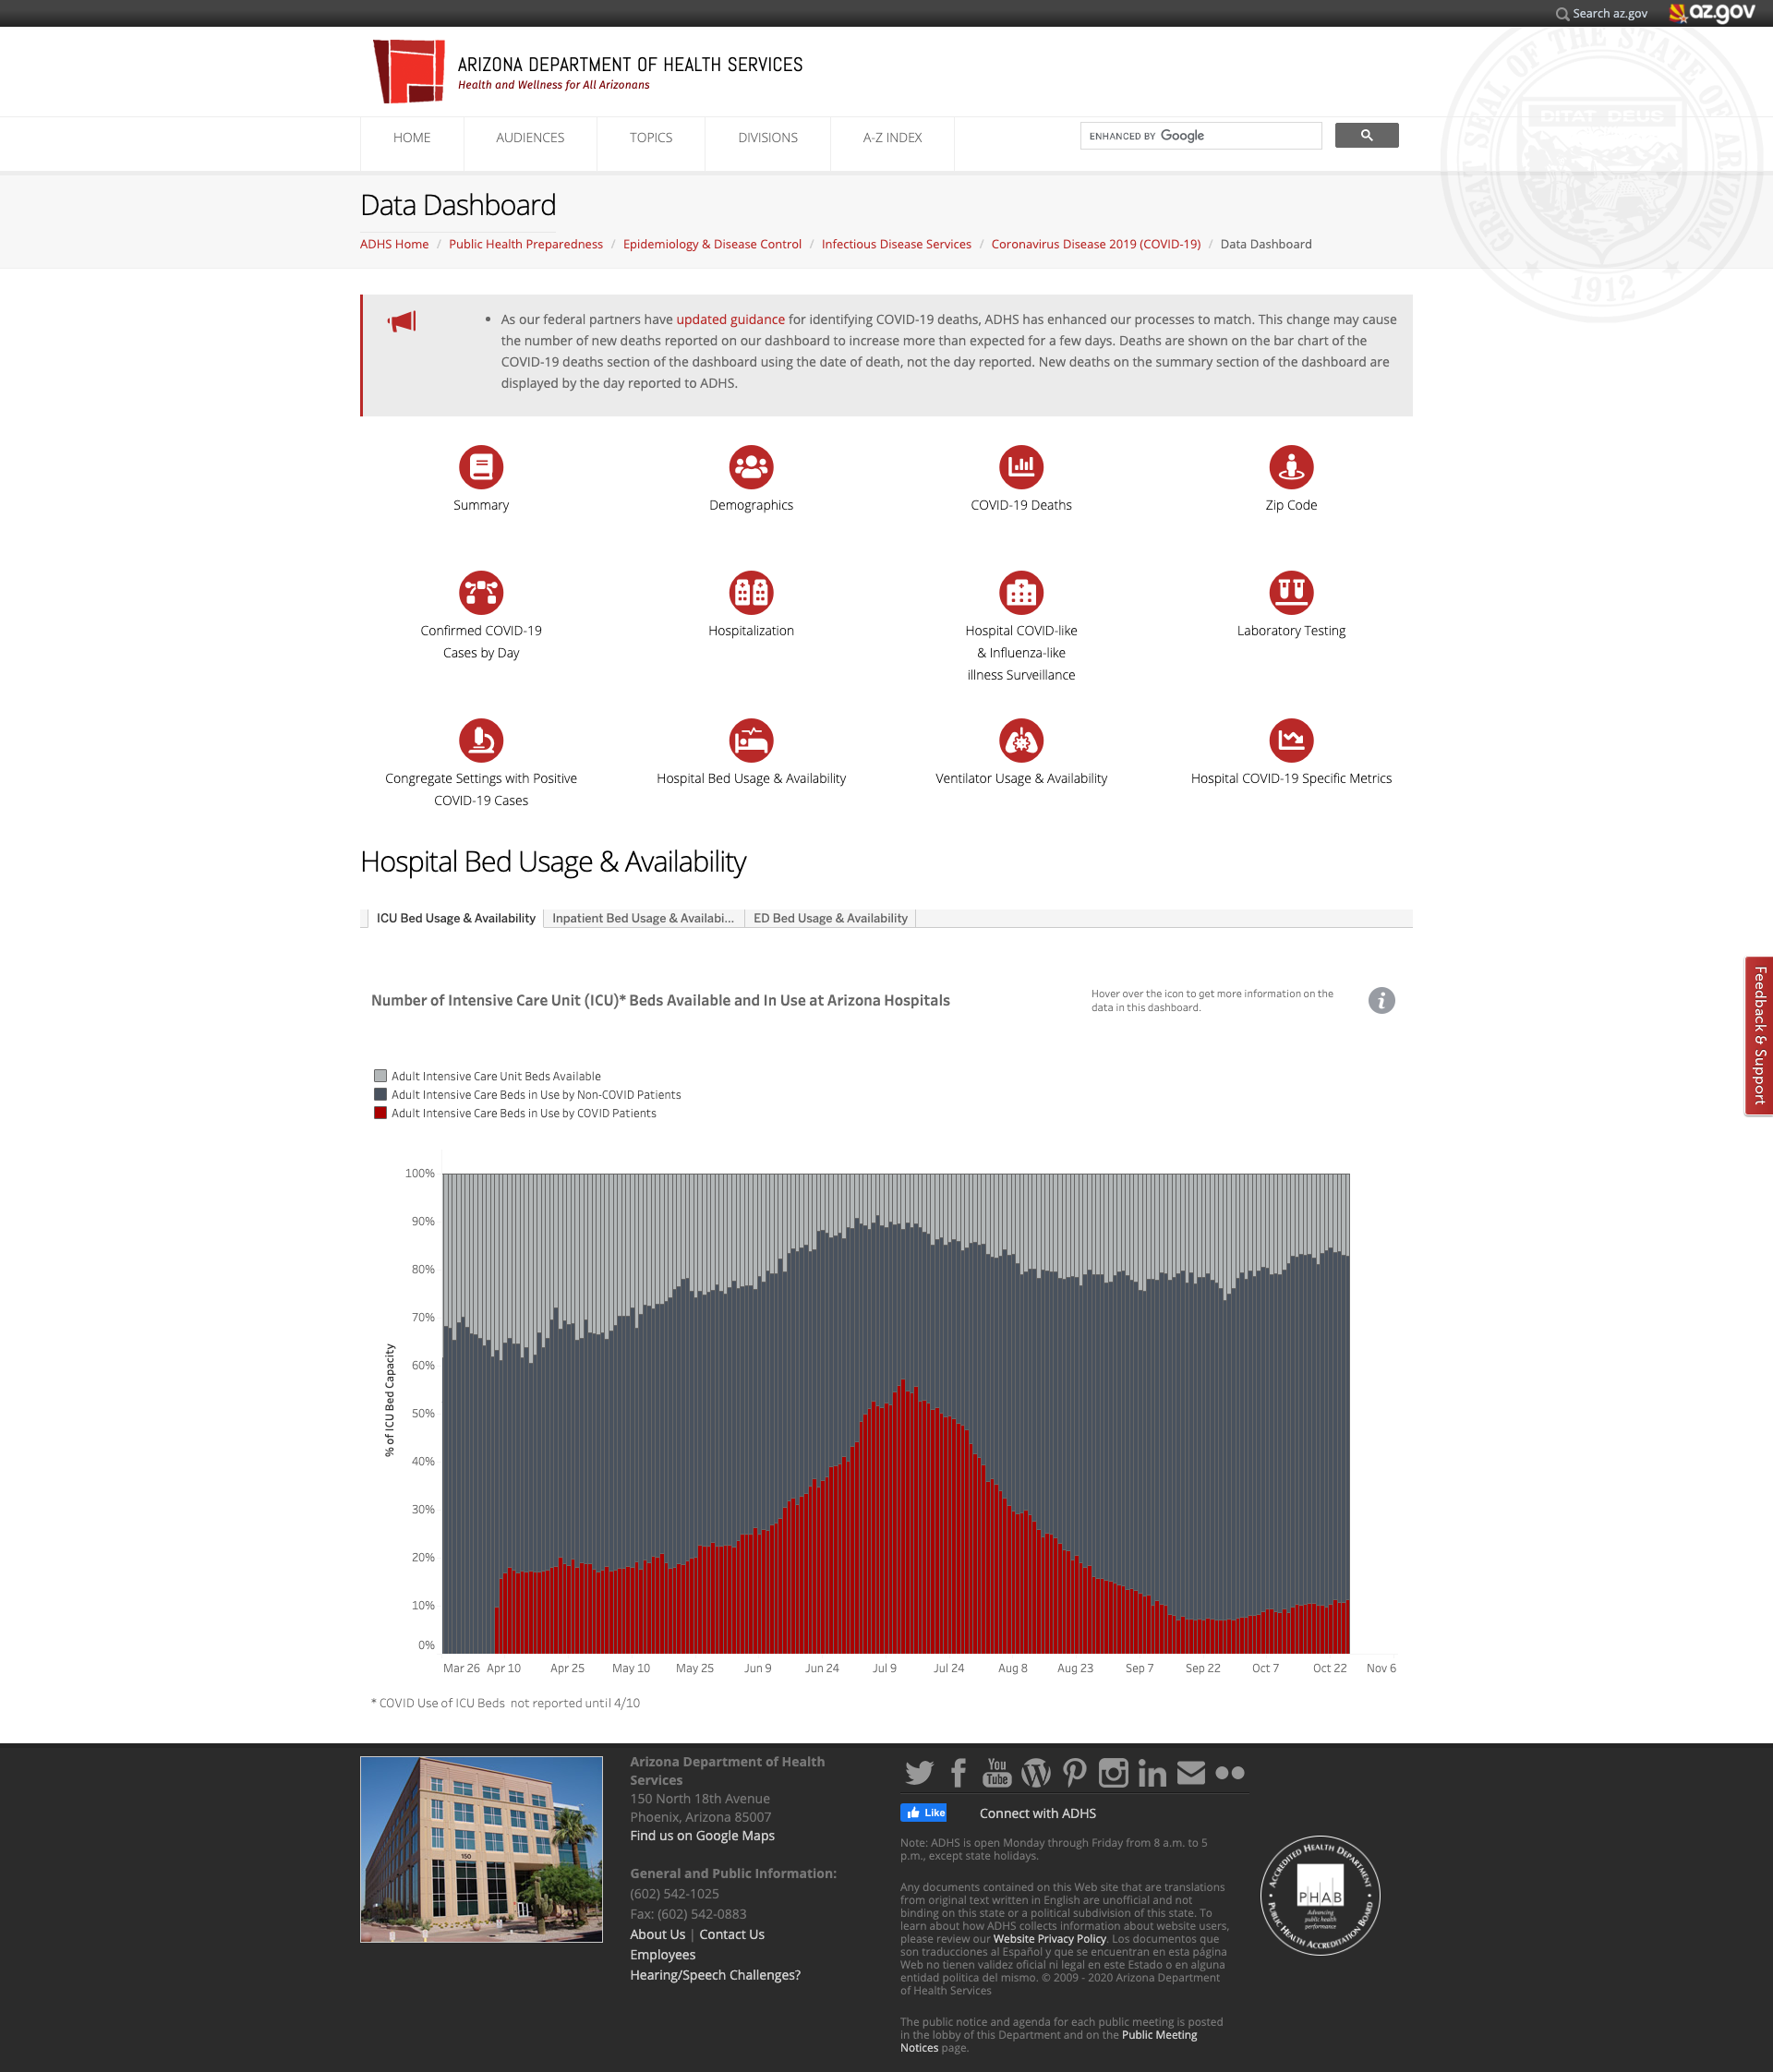 Search az.gov
az.gov
ARIZONA DEPARTMENT OF HEALTH SERVICES
Health and Wellness for All Arizonans
HOME
AUDIENCES
TOPICS
DIVISIONS
A-Z INDEX
ENHANCED BY Google
GREAT SEAL OF THE STATE OF ARIZONA
DITAT DEUS
1912
Data Dashboard
ADHS Home / Public Health Preparedness / Epidemiology & Disease Control / Infectious Disease Services / Coronavirus Disease 2019 (COVID-19) / Data Dashboard
• As our federal partners have updated guidance for identifying COVID-19 deaths, ADHS has enhanced our processes to match. This change may cause
the number of new deaths reported on our dashboard to increase more than expected for a few days. Deaths are shown on the bar chart of the
COVID-19 deaths section of the dashboard using the date of death, not the day reported. New deaths on the summary section of the dashboard are
displayed by the day reported to ADHS.
Summary
Demographics
COVID-19 Deaths
Zip Code
Confirmed COVID-19
Cases by Day
Hospitalization
Hospital COVID-like
& Influenza-like
illness Surveillance
Laboratory Testing
Congregate Settings with Positive
COVID-19 Cases
Hospital Bed Usage & Availability
Ventilator Usage & Availability
Hospital COVID-19 Specific Metrics
Hospital Bed Usage & Availability
ICU Bed Usage & Availability
Inpatient Bed Usage & Availabi...
ED Bed Usage & Availability
Feedback & Support
Number of Intensive Care Unit (ICU)* Beds Available and In Use at Arizona Hospitals
Hover over the icon to get more information on the
data in this dashboard.
i
Adult Intensive Care Unit Beds Available
Adult Intensive Care Beds in Use by Non-COVID Patients
Adult Intensive Care Beds in Use by COVID Patients
% of ICU Bed Capacity
100%
90%
80%
70%
60%
50%
40%
30%
20%
10%
0%
Mar 26 Apr 10 Apr 25 May 10 May 25 Jun 9 Jun 24 Jul 9 Jul 24 Aug 8 Aug 23 Sep 7 Sep 22 Oct 7 Oct 22 Nov 6
* COVID Use of ICU Beds not reported until 4/10
150
Arizona Department of Health
Services
150 North 18th Avenue
Phoenix, Arizona 85007
Find us on Google Maps
General and Public Information:
(602) 542-1025
Fax: (602) 542-0883
About Us | Contact Us
Employees
Hearing/Speech Challenges?
You
Tube
Like
Connect with ADHS
Note: ADHS is open Monday through Friday from 8 a.m. to 5
p.m., except state holidays.
Any documents contained on this Web site that are translations
from original text written in English are unofficial and not
binding on this state or a political subdivision of this state. To
learn about how ADHS collects information about website users,
please review our Website Privacy Policy. Los documentos que
son traducciones al Español y que se encuentran en esta página
Web no tienen validez oficial ni legal en este Estado o en alguna
entidad politica del mismo. © 2009 - 2020 Arizona Department
of Health Services
The public notice and agenda for each public meeting is posted
in the lobby of this Department and on the Public Meeting
Notices page.
ACCREDITED HEALTH DEPARTMENT
PHAB
Advancing
public health
performance
PUBLIC HEALTH ACCREDITATION BOARD